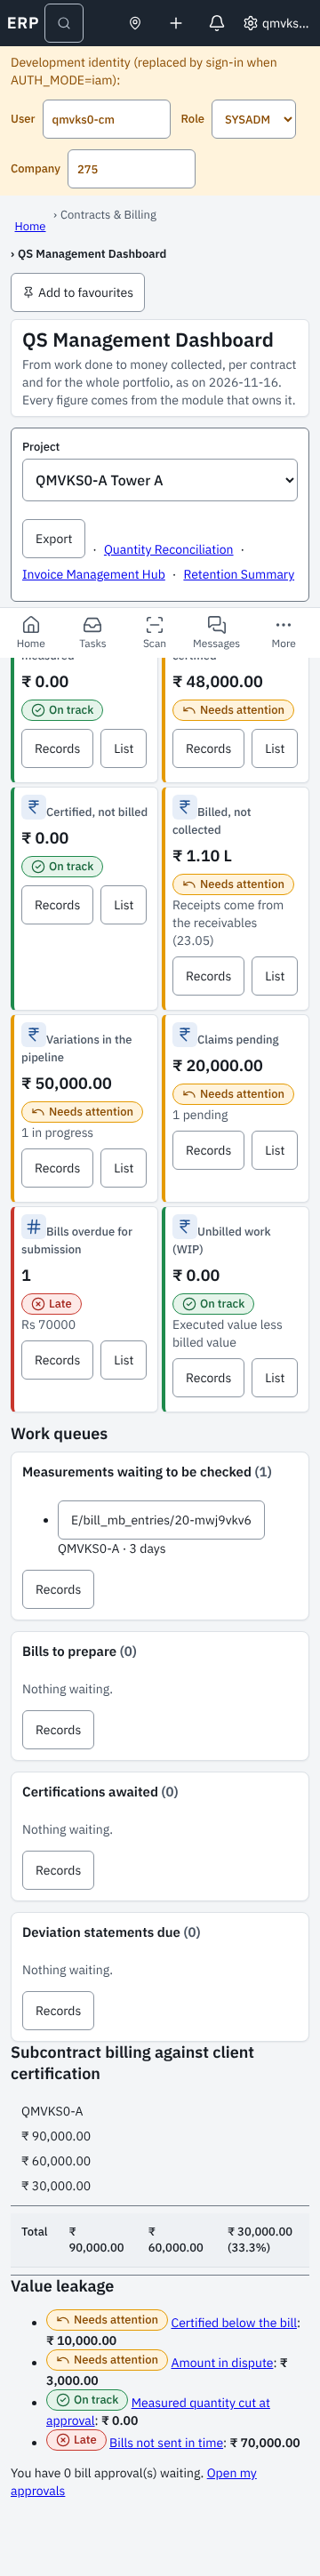 ERP
qmvks...
Development identity (replaced by sign-in when
AUTH_MODE=iam):
User qmvks0-cm Role SYSADM
Company 275
Home › Contracts & Billing
› QS Management Dashboard
Add to favourites
QS Management Dashboard
From work done to money collected, per contract
and for the whole portfolio, as on 2026-11-16.
Every figure comes from the module that owns it.
Project
QMVKS0-A Tower A
Export · Quantity Reconciliation ·
Invoice Management Hub · Retention Summary
Home Tasks Scan Messages More
₹ 0.00
On track
Records List
₹ 48,000.00
Needs attention
Records List
₹ Certified, not billed
₹ 0.00
On track
Records List
₹ Billed, not
collected
₹ 1.10 L
Needs attention
Receipts come from
the receivables
(23.05)
Records List
₹ Variations in the
pipeline
₹ 50,000.00
Needs attention
1 in progress
Records List
₹ Claims pending
₹ 20,000.00
Needs attention
1 pending
Records List
# Bills overdue for
submission
1
Late
Rs 70000
Records List
₹ Unbilled work
(WIP)
₹ 0.00
On track
Executed value less
billed value
Records List
Work queues
Measurements waiting to be checked (1)
• E/bill_mb_entries/20-mwj9vkv6
QMVKS0-A · 3 days
Records
Bills to prepare (0)
Nothing waiting.
Records
Certifications awaited (0)
Nothing waiting.
Records
Deviation statements due (0)
Nothing waiting.
Records
Subcontract billing against client
certification
QMVKS0-A
₹ 90,000.00
₹ 60,000.00
₹ 30,000.00
Total ₹ 90,000.00 ₹ 60,000.00 ₹ 30,000.00 (33.3%)
Value leakage
• Needs attention Certified below the bill:
₹ 10,000.00
• Needs attention Amount in dispute: ₹
3,000.00
• On track Measured quantity cut at
approval: ₹ 0.00
• Late Bills not sent in time: ₹ 70,000.00
You have 0 bill approval(s) waiting. Open my
approvals